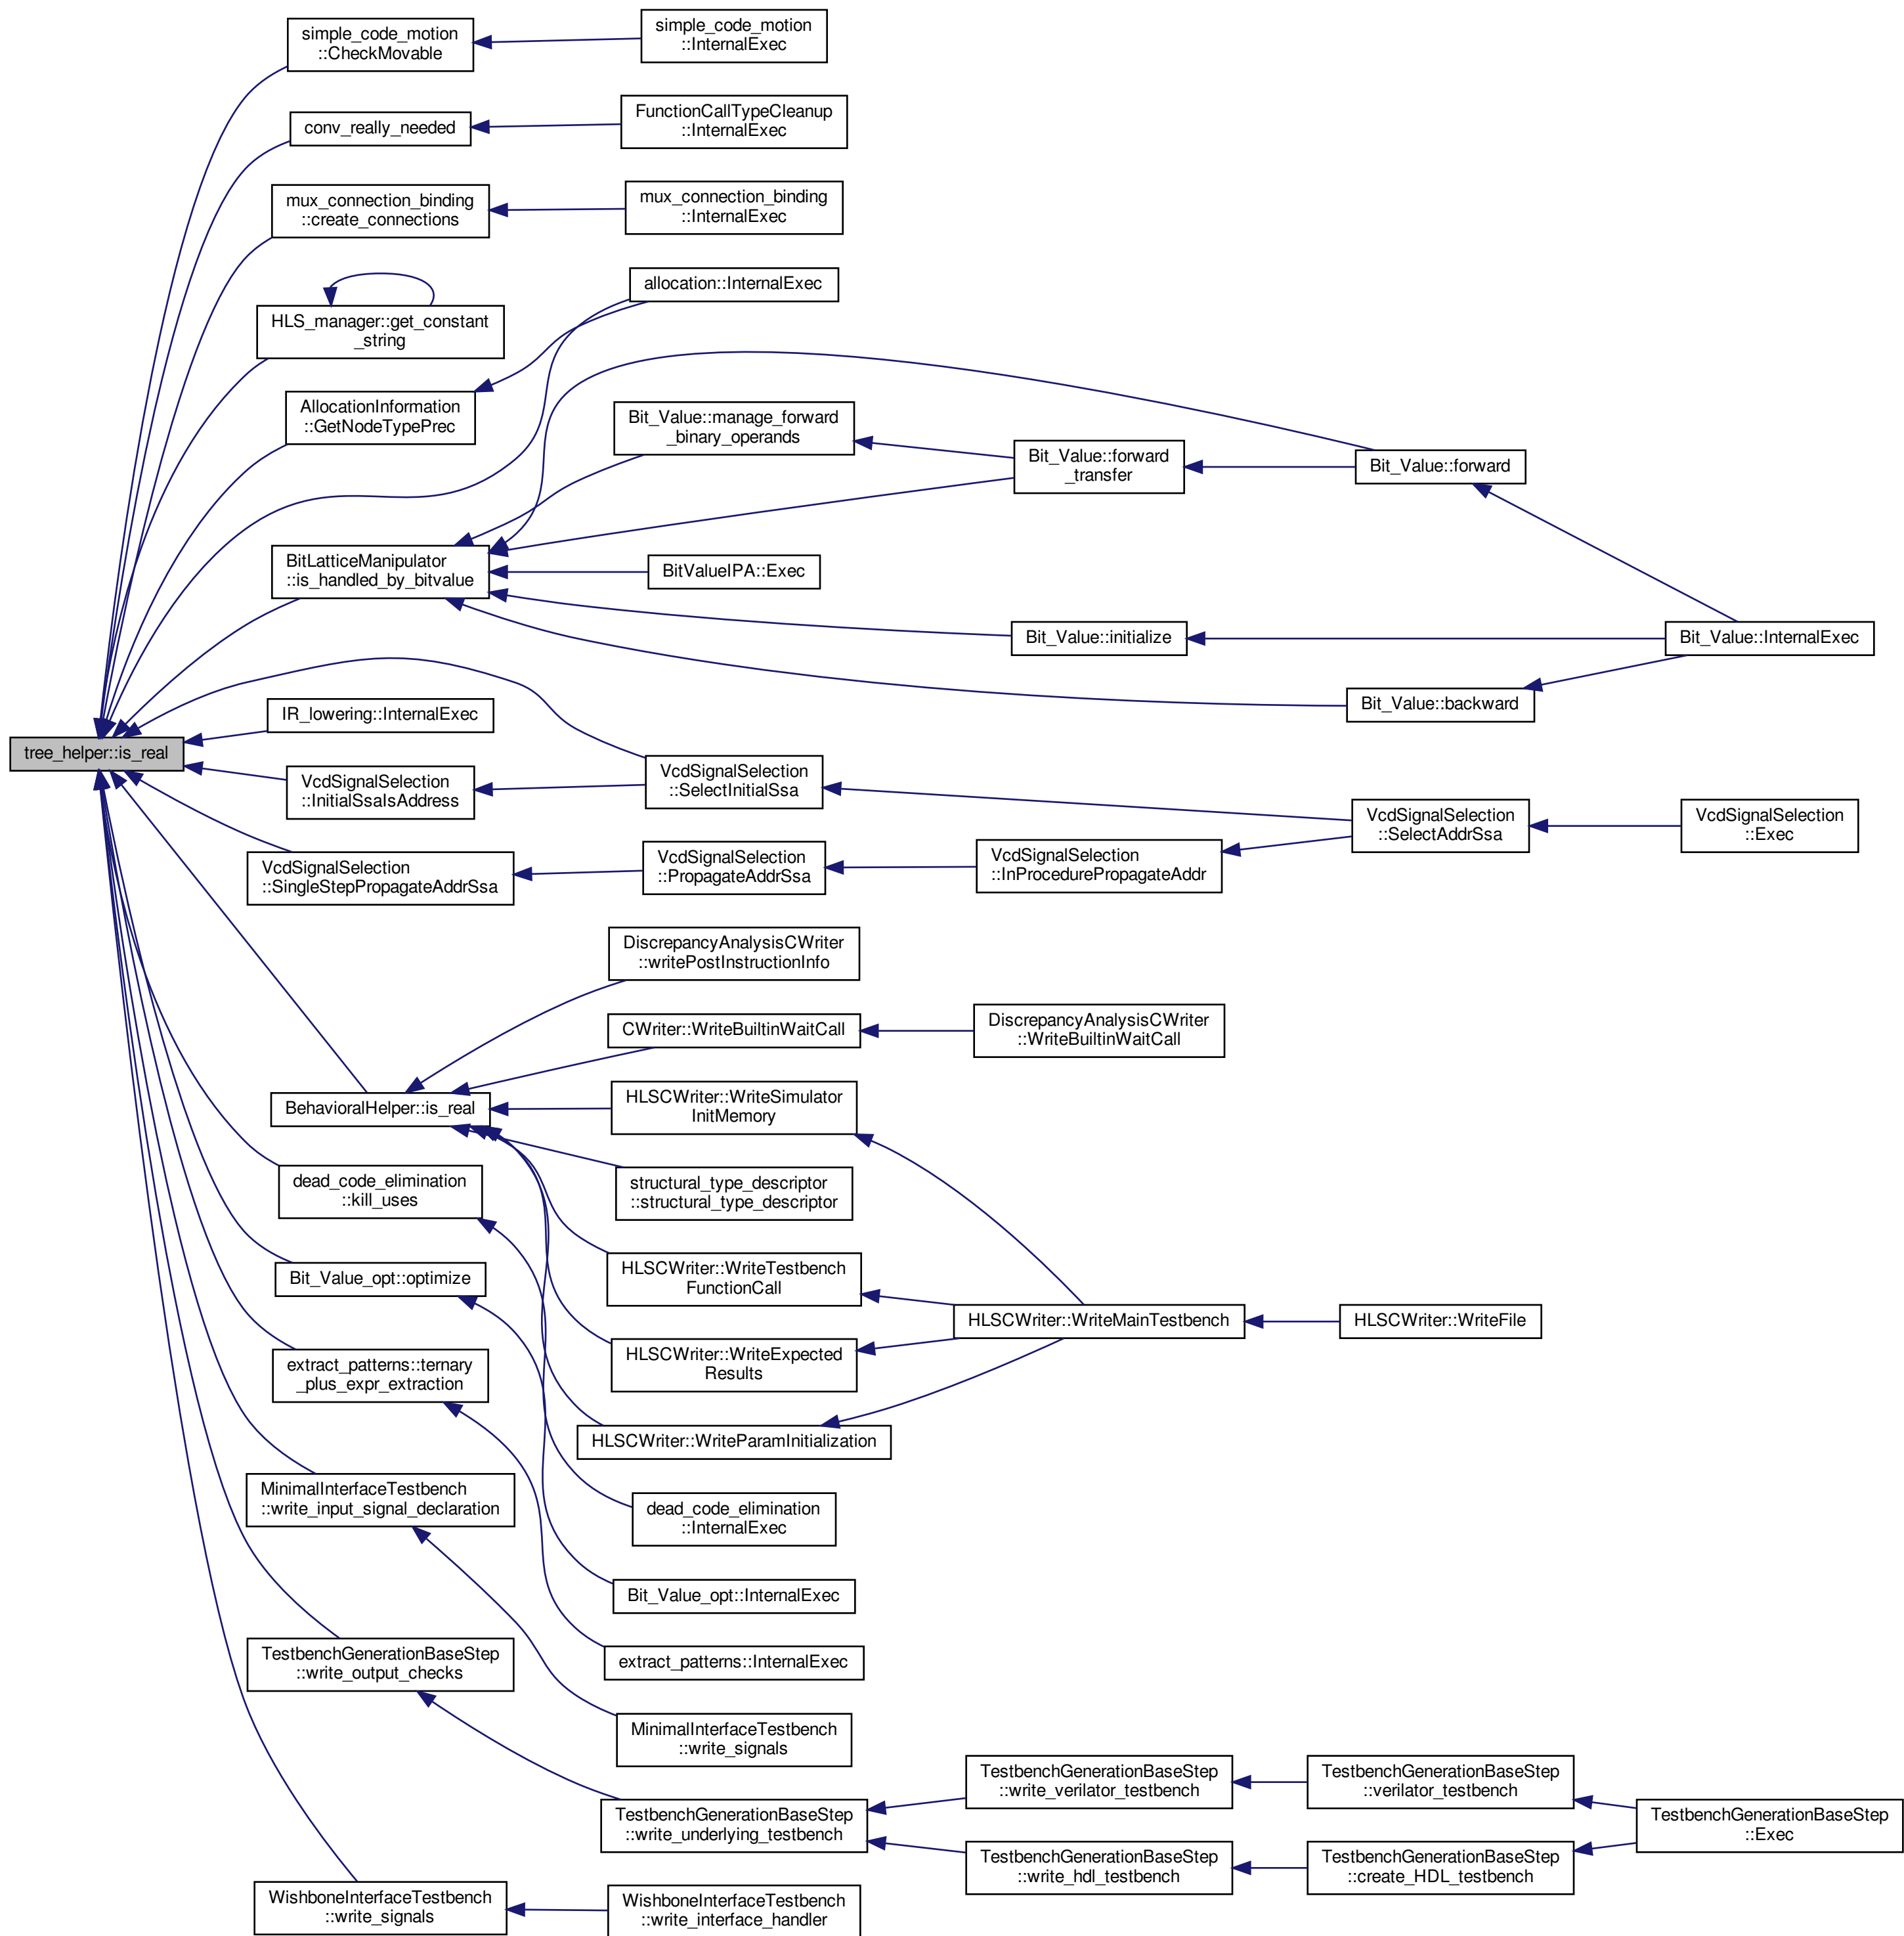 simple_code_motion
::CheckMovable
simple_code_motion
::InternalExec
conv_really_needed
FunctionCallTypeCleanup
::InternalExec
mux_connection_binding
::create_connections
mux_connection_binding
::InternalExec
HLS_manager::get_constant
_string
allocation::InternalExec
AllocationInformation
::GetNodeTypePrec
Bit_Value::manage_forward
_binary_operands
Bit_Value::forward
_transfer
Bit_Value::forward
BitLatticeManipulator
::is_handled_by_bitvalue
BitValueIPA::Exec
Bit_Value::initialize
Bit_Value::InternalExec
Bit_Value::backward
IR_lowering::InternalExec
tree_helper::is_real
VcdSignalSelection
::InitialSsaIsAddress
VcdSignalSelection
::SelectInitialSsa
VcdSignalSelection
::SelectAddrSsa
VcdSignalSelection
::Exec
VcdSignalSelection
::SingleStepPropagateAddrSsa
VcdSignalSelection
::PropagateAddrSsa
VcdSignalSelection
::InProcedurePropagateAddr
DiscrepancyAnalysisCWriter
::writePostInstructionInfo
CWriter::WriteBuiltinWaitCall
DiscrepancyAnalysisCWriter
::WriteBuiltinWaitCall
BehavioralHelper::is_real
HLSCWriter::WriteSimulator
InitMemory
dead_code_elimination
::kill_uses
structural_type_descriptor
::structural_type_descriptor
Bit_Value_opt::optimize
HLSCWriter::WriteTestbench
FunctionCall
HLSCWriter::WriteMainTestbench
HLSCWriter::WriteFile
extract_patterns::ternary
_plus_expr_extraction
HLSCWriter::WriteExpected
Results
HLSCWriter::WriteParamInitialization
MinimalInterfaceTestbench
::write_input_signal_declaration
dead_code_elimination
::InternalExec
Bit_Value_opt::InternalExec
TestbenchGenerationBaseStep
::write_output_checks
extract_patterns::InternalExec
MinimalInterfaceTestbench
::write_signals
TestbenchGenerationBaseStep
::write_underlying_testbench
TestbenchGenerationBaseStep
::write_verilator_testbench
TestbenchGenerationBaseStep
::verilator_testbench
TestbenchGenerationBaseStep
::Exec
TestbenchGenerationBaseStep
::write_hdl_testbench
TestbenchGenerationBaseStep
::create_HDL_testbench
WishboneInterfaceTestbench
::write_signals
WishboneInterfaceTestbench
::write_interface_handler